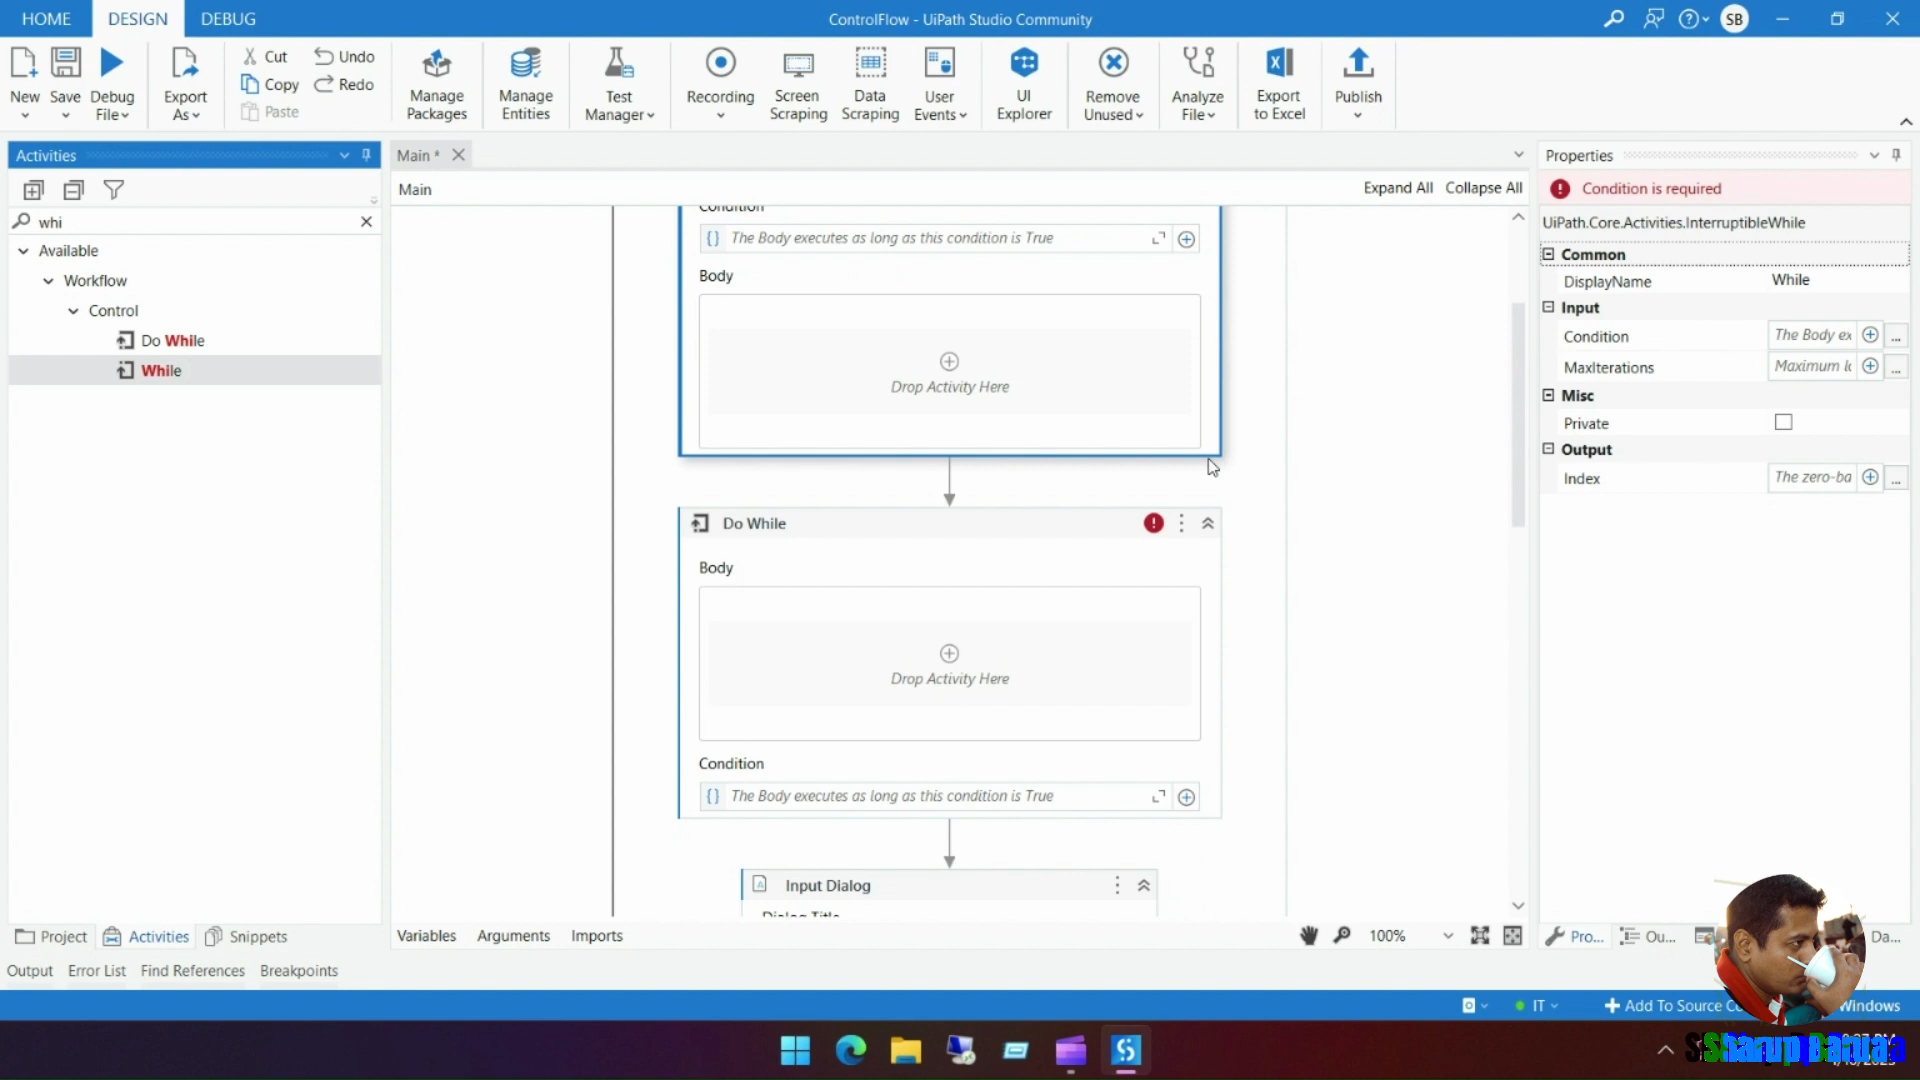 HOME
DESIGN
DEBUG
ControlFlow - UiPath Studio Community
SB
New
Save
Debug
File
Export
As
Cut
Copy
Paste
Undo
Redo
Manage
Packages
Manage
Entities
Test
Manager
Recording
Screen
Scraping
Data
Scraping
User
Events
UI
Explorer
Remove
Unused
Analyze
File
Export
to Excel
Publish
Activities
whi
Available
Workflow
Control
Do While
While
Main *
Main
Expand All
Collapse All
Condition
The Body executes as long as this condition is True
Body
Drop Activity Here
Do While
Body
Drop Activity Here
Condition
The Body executes as long as this condition is True
Input Dialog
Dialog Title
Properties
Condition is required
UiPath.Core.Activities.InterruptibleWhile
Common
DisplayName
While
Input
Condition
The Body ex
...
MaxIterations
Maximum l
...
Misc
Private
Output
Index
The zero-ba
...
Project
Activities
Snippets
Variables
Arguments
Imports
100%
Pro...
Ou...
Da...
Output
Error List
Find References
Breakpoints
IT
Add To Source Co
Windows